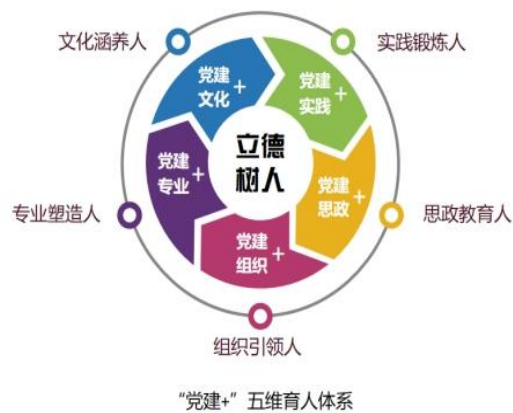 文化涵养人
实践锻炼人
党建
文化+
党建
实践+
立德
树人
党建
专业+
党建
思政+
专业塑造人
思政教育人
党建
组织+
组织引领人
“党建+”五维育人体系